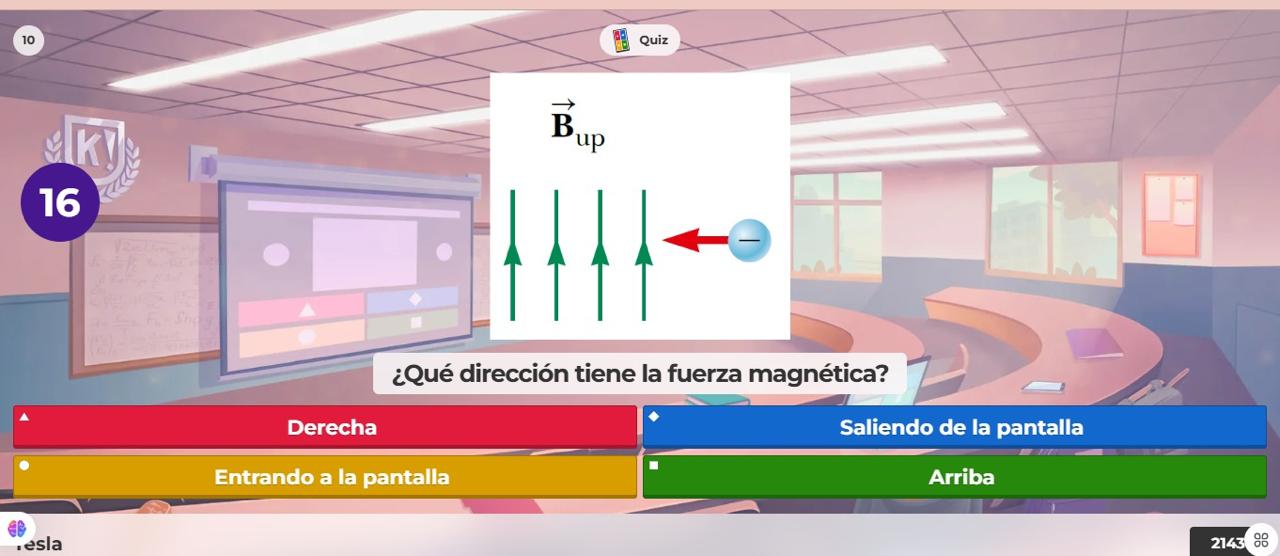 10
Quiz
K!
16
B up
—
¿Qué dirección tiene la fuerza magnética?
Derecha
Saliendo de la pantalla
Entrando a la pantalla
Arriba
Tesla
2143